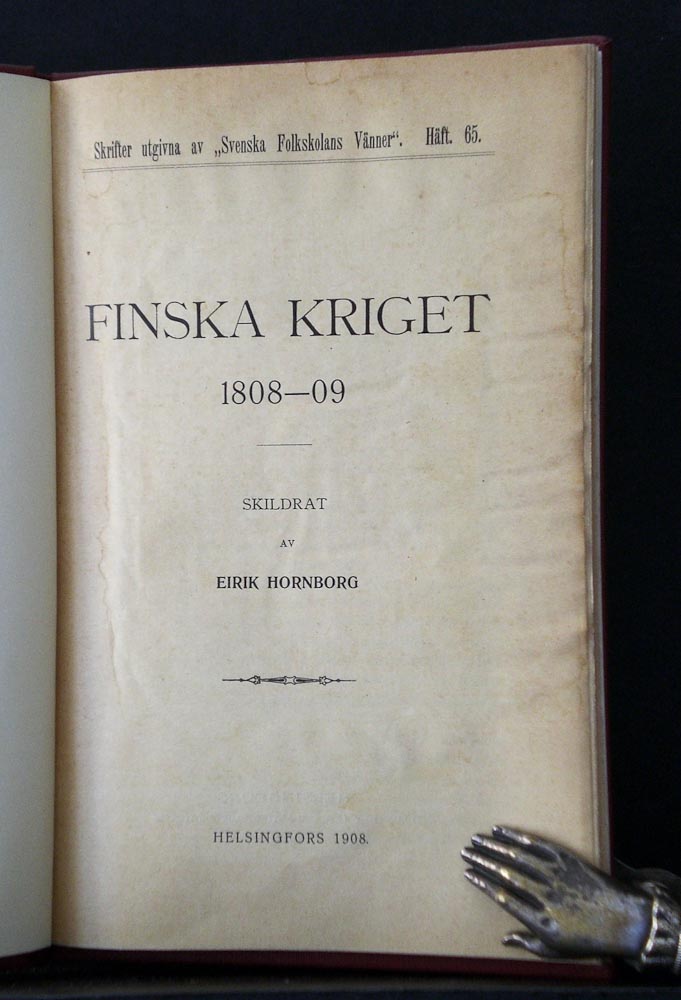 Skrifter utgivna av „Svenska Folkskolans Vänner“. Häft. 65.
FINSKA KRIGET
1808—09
SKILDRAT
AV
EIRIK HORNBORG
HELSINGFORS 1908.